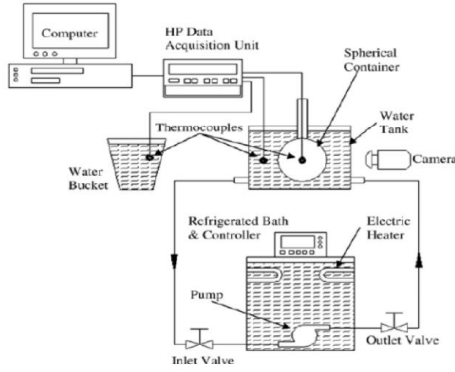 Computer
HP Data
Acquisition Unit
Spherical
Container
Water
Tank
Thermocouples
Camera
Water
Bucket
Refrigerated Bath
& Controller
Electric
Heater
Pump
Inlet Valve
Outlet Valve